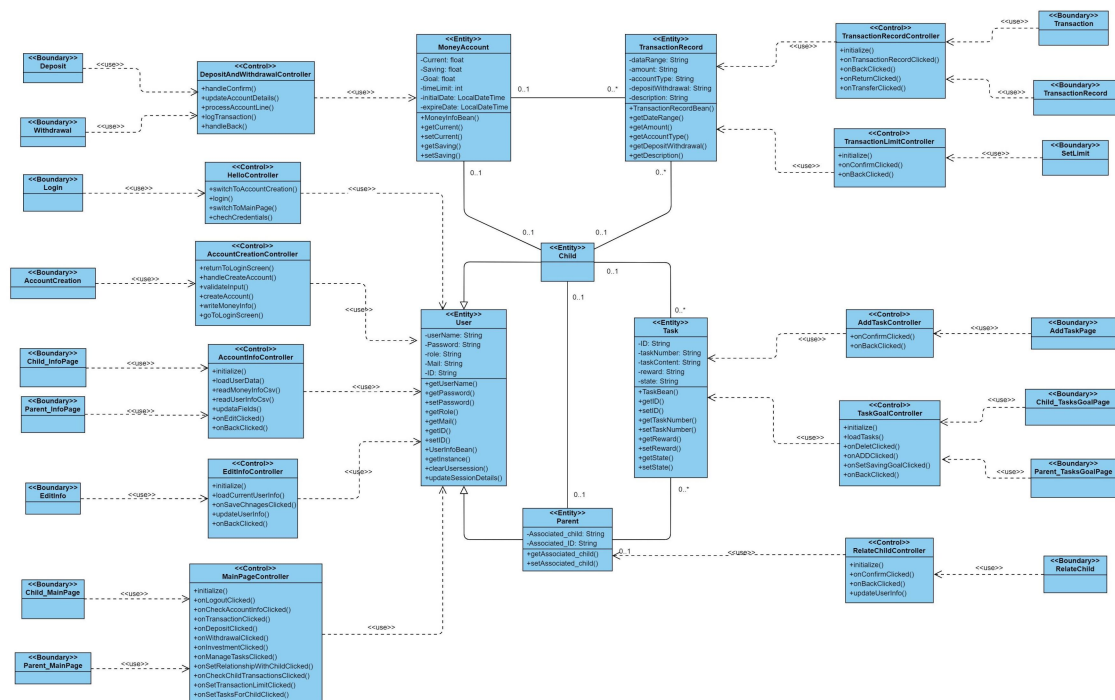 <<Boundary>>
Deposit
<<Boundary>>
Withdrawal
<<use>>
<<use>>
<<Control>>
DepositAndWithdrawalController
+handleConfirm()
+updateAccountDetails()
+processAccountLine()
+logTransaction()
+handleBack()
<<use>>
<<Entity>>
MoneyAccount
-Current: float
-Saving: float
-Goal: float
-timeLimit: int
-initialDate: LocalDateTime
-expireDate: LocalDateTime
+MoneyInfoBean()
+getCurrent()
+setCurrent()
+getSaving()
+setSaving()
0..1
0..*
<<Entity>>
TransactionRecord
-dataRange: String
-amount: String
-accountType: String
-depositWithdrawal: String
-description: String
+TransactionRecordBean()
+getDateRange()
+getAmount()
+getAccountType()
+getDepositWithdrawal()
+getDescription()
<<use>>
<<use>>
<<Control>>
TransactionRecordController
+initialize()
+onTransactionRecordClicked()
+onBackClicked()
+onReturnClicked()
+onTransferClicked()
<<use>>
<<use>>
<<Boundary>>
Transaction
<<Boundary>>
TransactionRecord
<<Control>>
TransactionLimitController
+initialize()
+onConfirmClicked()
+onBackClicked()
<<use>>
<<Boundary>>
SetLimit
<<Boundary>>
Login
<<use>>
<<Control>>
HelloController
+switchToAccountCreation()
+login()
+switchToMainPage()
+chechCredentials()
<<use>>
0..1
0..*
0..1
0..1
<<Entity>>
Child
0..1
0..1
<<Boundary>>
AccountCreation
<<use>>
<<Control>>
AccountCreationController
+returnToLoginScreen()
+handleCreateAccount()
+validateInput()
+createAccount()
+writeMoneyInfo()
+goToLoginScreen()
<<use>>
<<Entity>>
User
-userName: String
-Password: String
-role: String
-Mail: String
-ID: String
+getUserName()
+getPassword()
+setPassword()
+getRole()
+getMail()
+getID()
+setID()
+UserInfoBean()
+getInstance()
+clearUsersession()
+updateSessionDetails()
0..*
<<Entity>>
Task
-ID: String
-taskNumber: String
-taskContent: String
-reward: String
-state: String
+TaskBean()
+getID()
+setID()
+getTaskNumber()
+setTaskNumber()
+getReward()
+setReward()
+getState()
+setState()
0..*
<<use>>
<<Control>>
AddTaskController
+onConfirmClicked()
+onBackClicked()
<<use>>
<<Boundary>>
AddTaskPage
<<use>>
<<Control>>
TaskGoalController
+initialize()
+loadTasks()
+onDeletClicked()
+onADDClicked()
+onSetSavingGoalClicked()
+onBackClicked()
<<use>>
<<use>>
<<Boundary>>
Child_TasksGoalPage
<<Boundary>>
Parent_TasksGoalPage
<<Boundary>>
Child_InfoPage
<<Boundary>>
Parent_InfoPage
<<use>>
<<use>>
<<Control>>
AccountInfoController
+initialize()
+loadUserData()
+readMoneyInfoCsv()
+readUserInfoCsv()
+updataFields()
+onEditClicked()
+onBackClicked()
<<use>>
<<Boundary>>
EditInfo
<<use>>
<<Control>>
EditInfoController
+initialize()
+loadCurrentUserInfo()
+onSaveChnagesClicked()
+updateUserInfo()
+onBackClicked()
<<use>>
0..1
<<Entity>>
Parent
-Associated_child: String
-Associated_ID: String
+getAssociated_child()
+setAssociated_child()
0..1
<<use>>
<<Control>>
RelateChildController
+initialize()
+onConfirmClicked()
+onBackClicked()
+updateUserInfo()
<<use>>
<<Boundary>>
RelateChild
<<Boundary>>
Child_MainPage
<<Boundary>>
Parent_MainPage
<<use>>
<<use>>
<<Control>>
MainPageController
+initialize()
+onLogoutClicked()
+onCheckAccountInfoClicked()
+onTransactionClicked()
+onDepositClicked()
+onWithdrawalClicked()
+onInvestmentClicked()
+onManageTasksClicked()
+onSetRelationshipWithChildClicked()
+onCheckChildTransactionsClicked()
+onSetTransactionLimitClicked()
+onSetTasksForChildClicked()
<<use>>